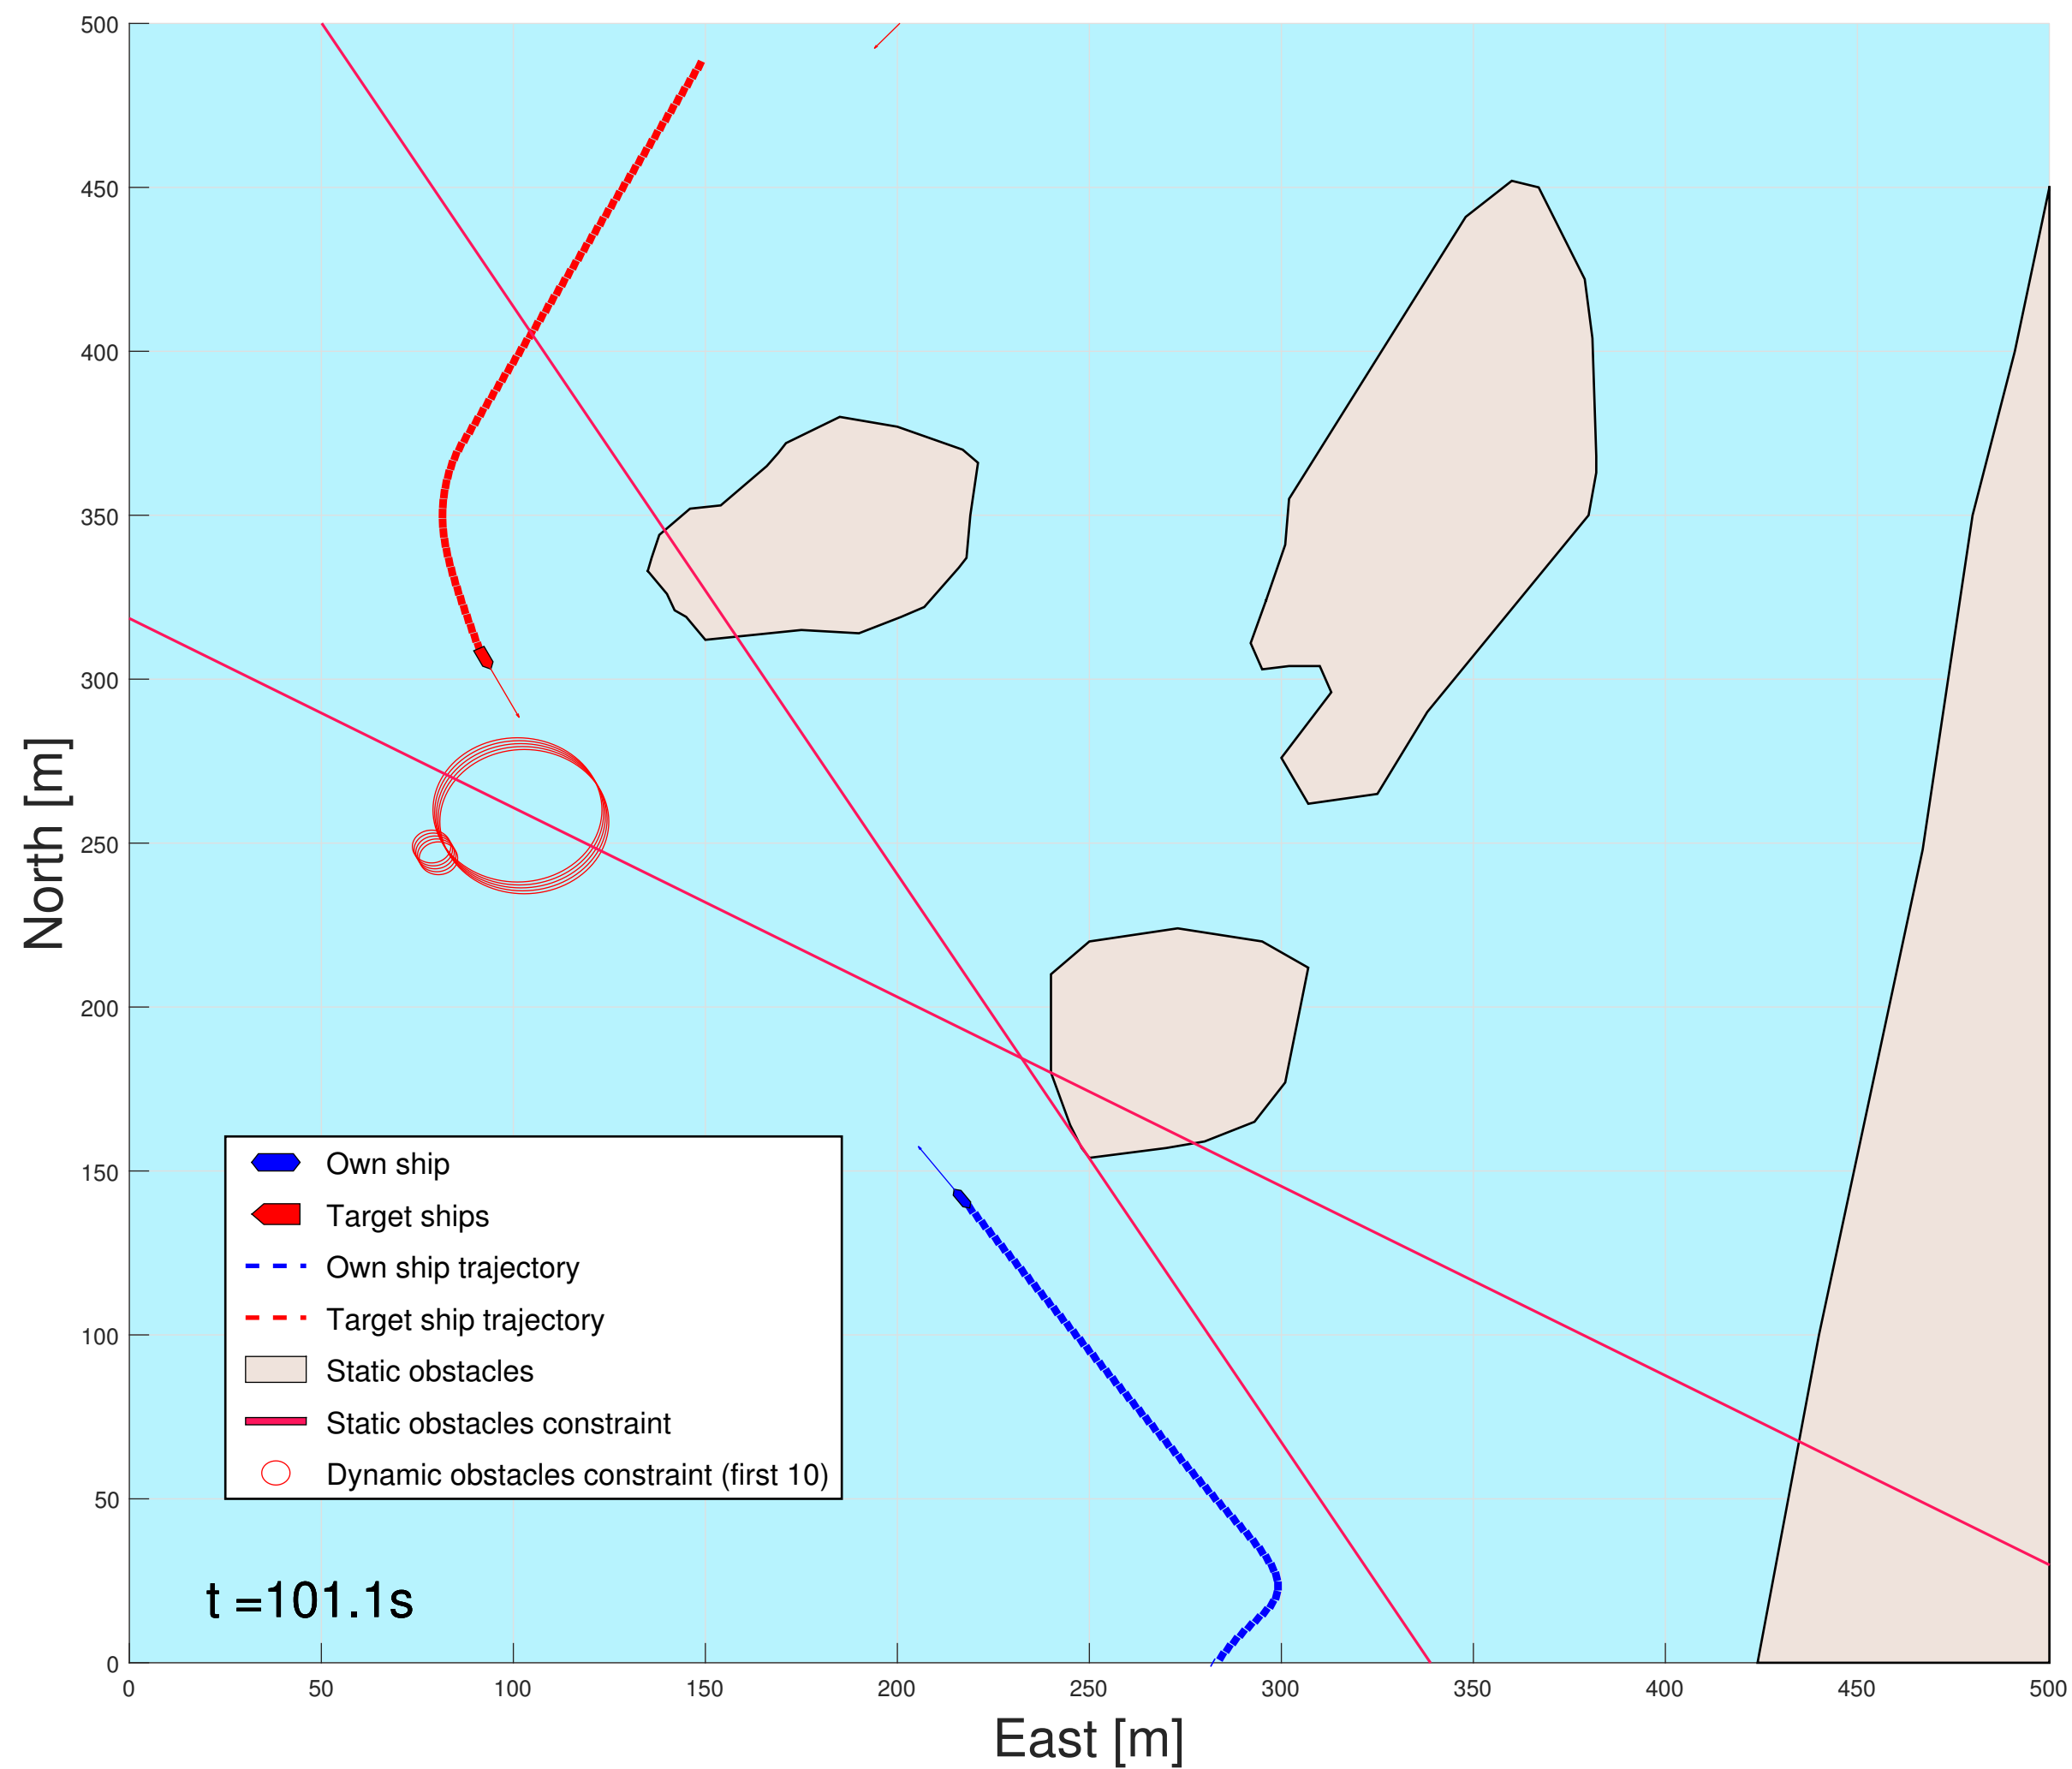 500
450
400
350
300
250
200
150
100
50
0
North [m]
Own ship
Target ships
Own ship trajectory
Target ship trajectory
Static obstacles
Static obstacles constraint
Dynamic obstacles constraint (first 10)
t =101.1s
0 50 100 150 200 250 300 350 400 450 500
East [m]